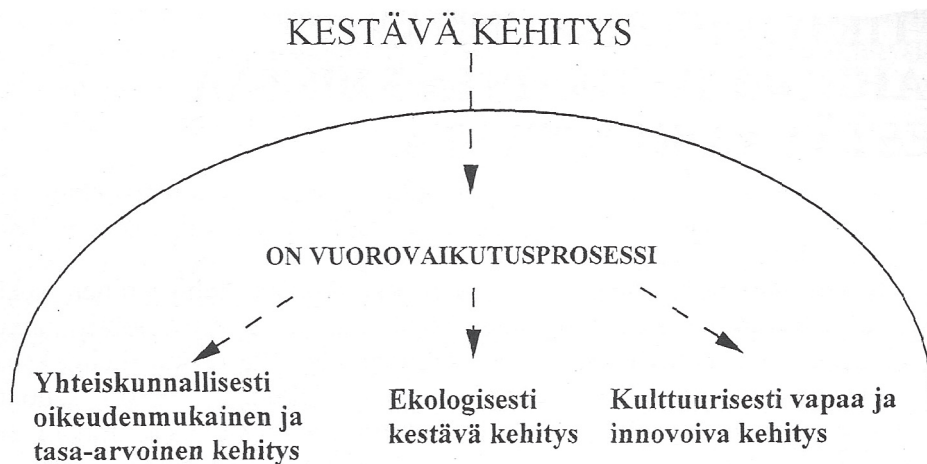 KESTÄVÄ KEHITYS
ON VUOROVAIKUTUSPROSESSI
Yhteiskunnallisesti
oikeudenmukainen ja
tasa-arvoinen kehitys
Ekologisesti
kestävä kehitys
Kulttuurisesti vapaa ja
innovoiva kehitys